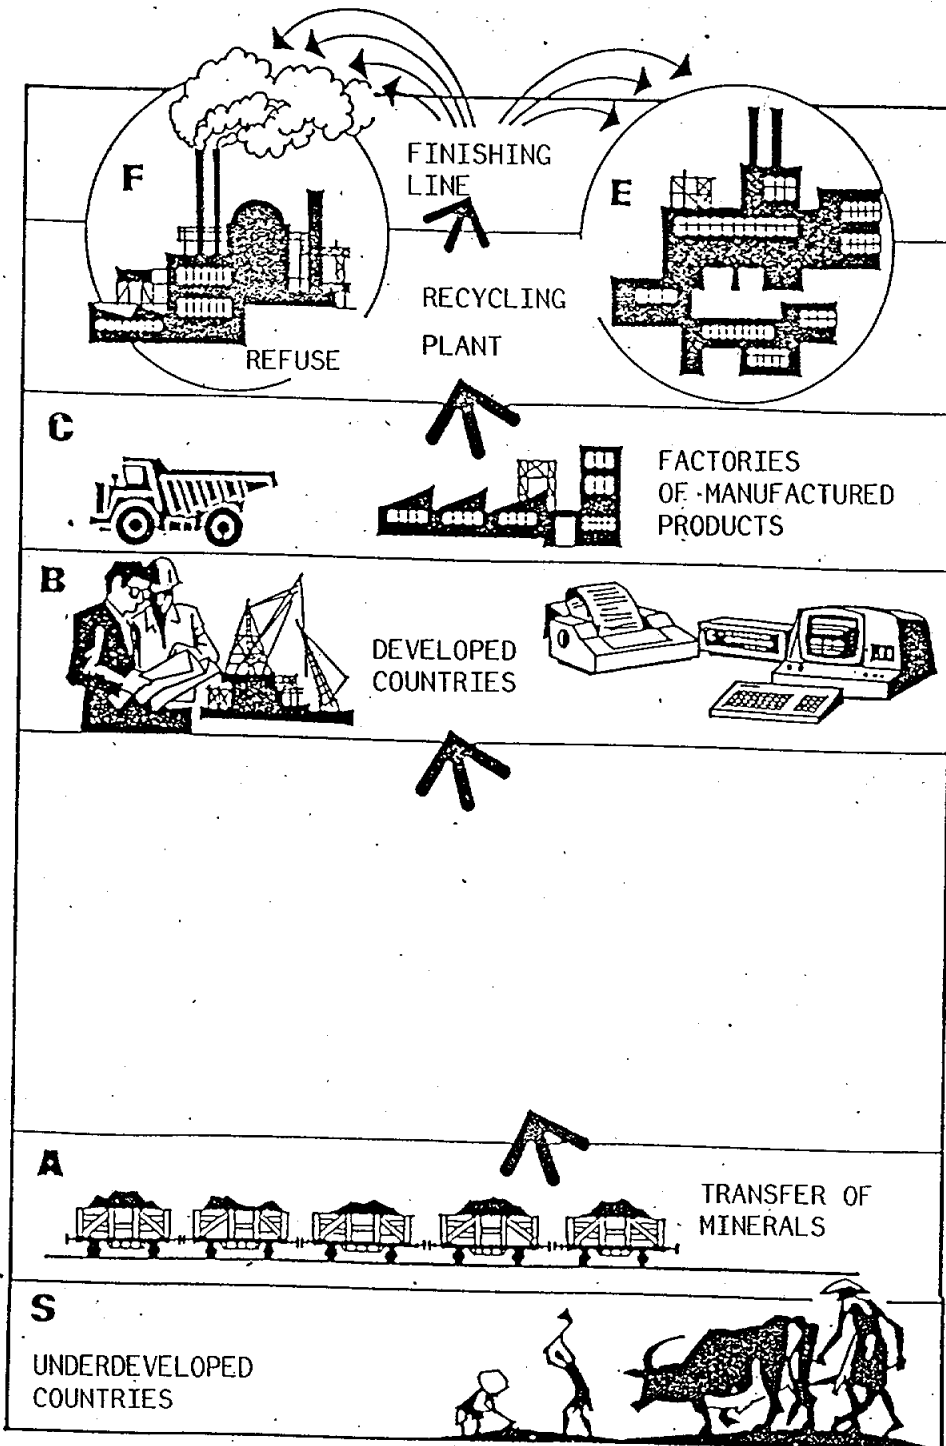 F
FINISHING
LINE
E
RECYCLING
PLANT
REFUSE
C
FACTORIES
OF MANUFACTURED
PRODUCTS
B
DEVELOPED
COUNTRIES
A
TRANSFER OF
MINERALS
S
UNDERDEVELOPED
COUNTRIES